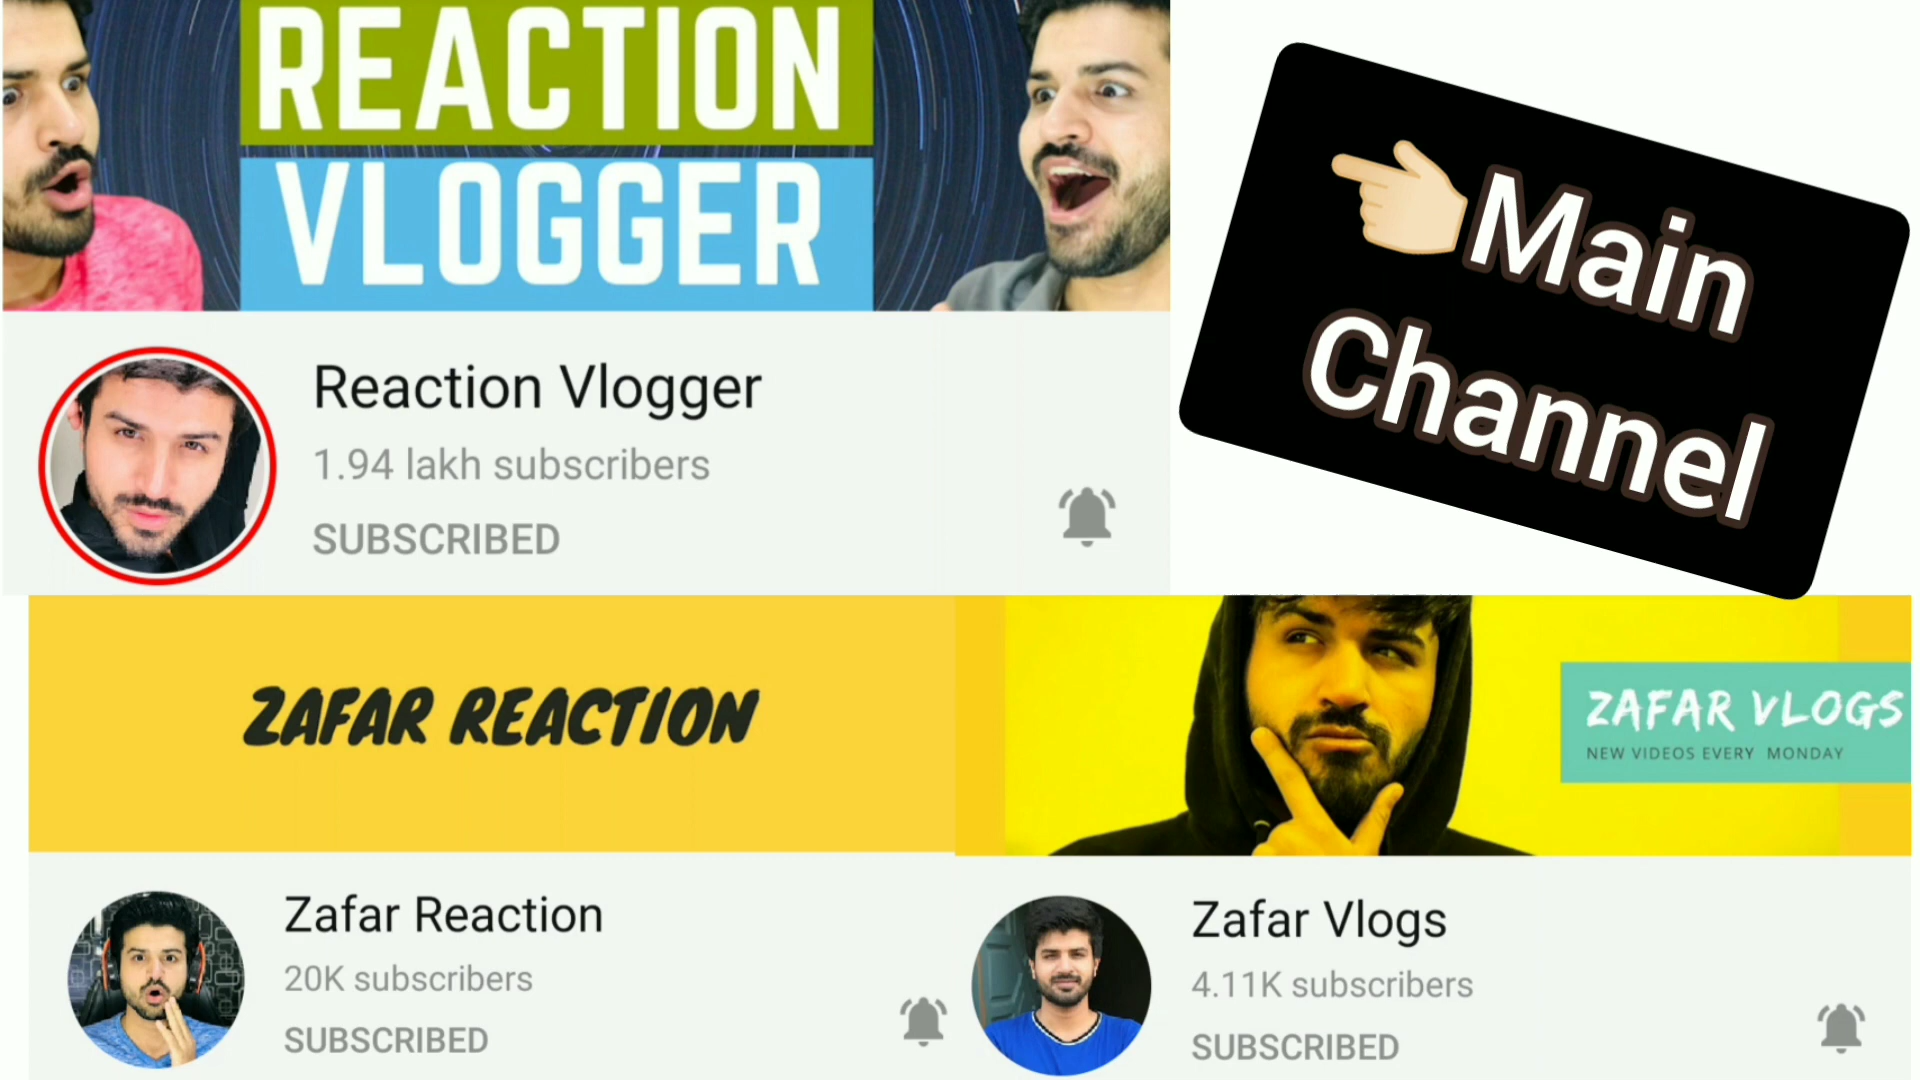 REACTION
VLOGGER
Reaction Vlogger
1.94 lakh subscribers
SUBSCRIBED
Main
Channel
ZAFAR REACTION
Zafar Reaction
20K subscribers
SUBSCRIBED
ZAFAR VLOGS
NEW VIDEOS EVERY MONDAY
Zafar Vlogs
4.11K subscribers
SUBSCRIBED